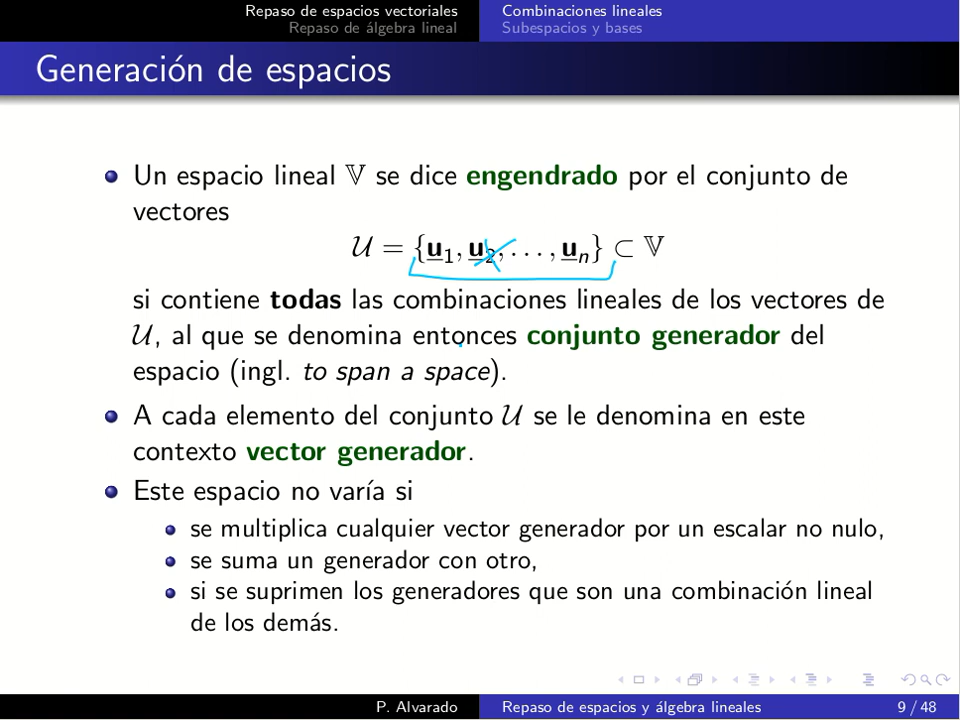 Repaso de espacios vectoriales Combinaciones lineales
Repaso de álgebra lineal Subespacios y bases
Generación de espacios
Un espacio lineal 𝕍 se dice engendrado por el conjunto de
vectores
𝒰 = {u₁, u₂, . . . , uₙ} ⊂ 𝕍
si contiene todas las combinaciones lineales de los vectores de
𝒰, al que se denomina entonces conjunto generador del
espacio (ingl. to span a space).
A cada elemento del conjunto 𝒰 se le denomina en este
contexto vector generador.
Este espacio no varía si
se multiplica cualquier vector generador por un escalar no nulo,
se suma un generador con otro,
si se suprimen los generadores que son una combinación lineal
de los demás.
P. Alvarado Repaso de espacios y álgebra lineales 9 / 48